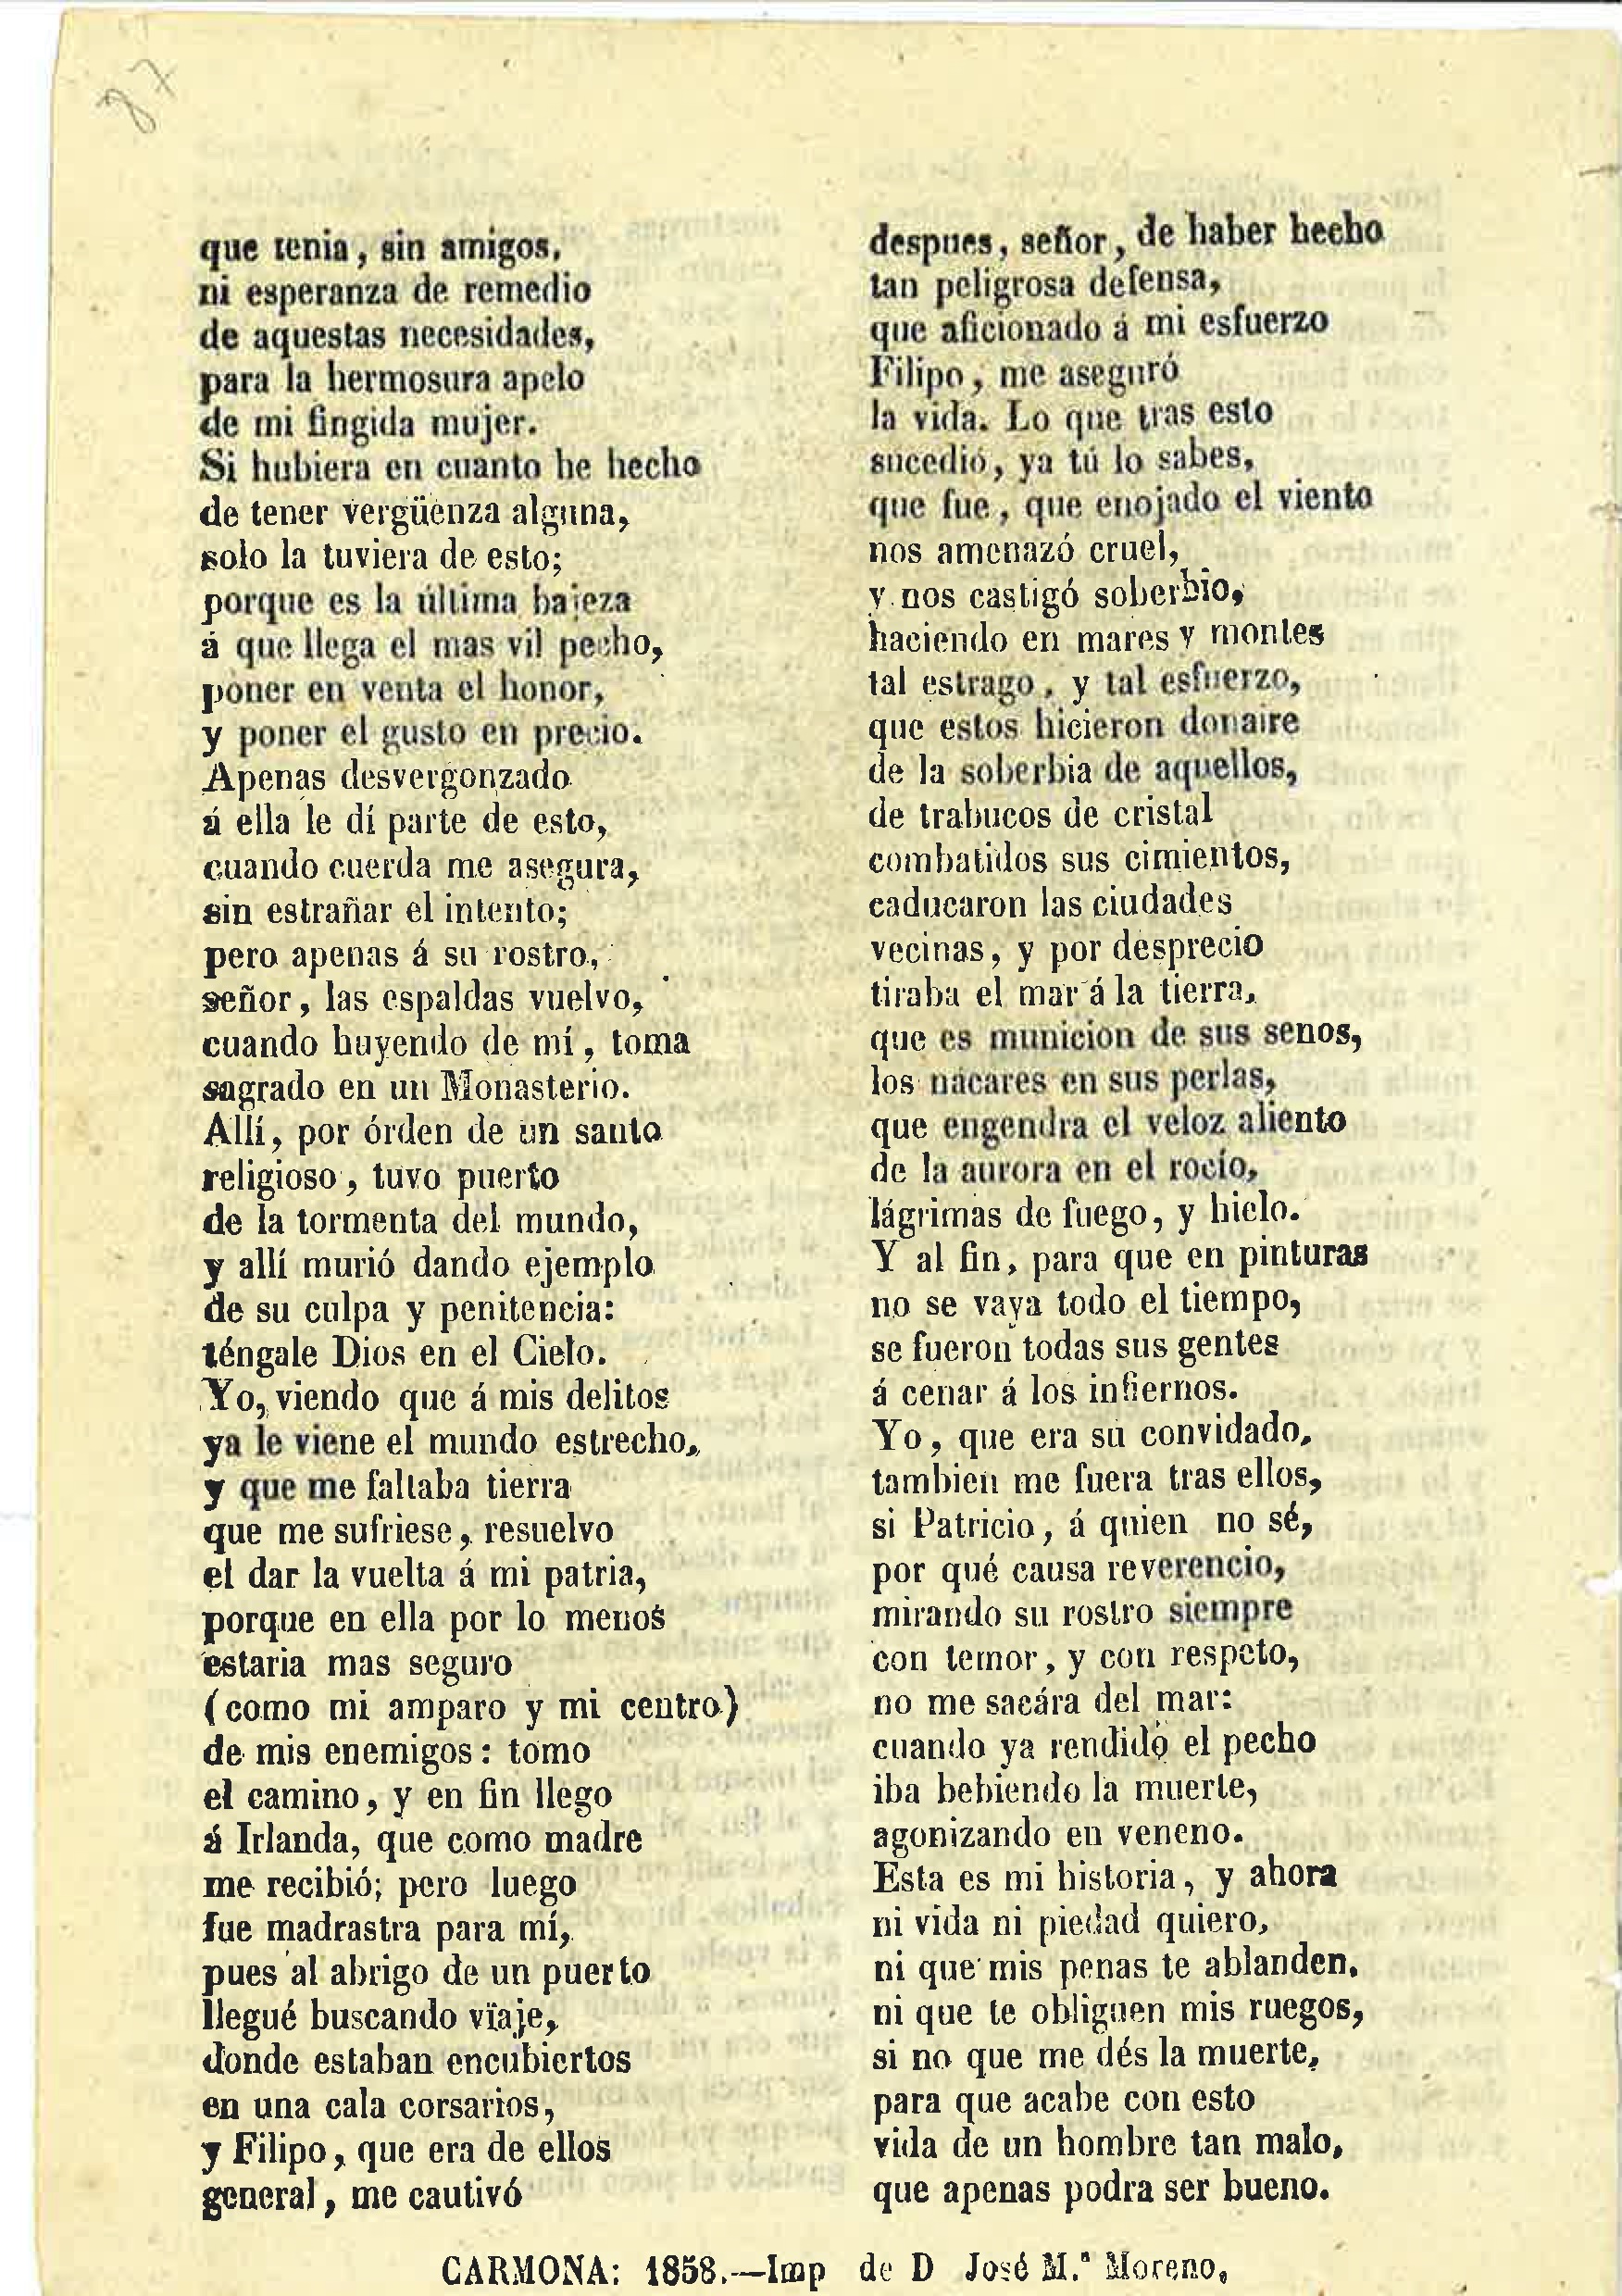 87
que tenia, sin amigos,
ni esperanza de remedio
de aquestas necesidades,
para la hermosura apelo
de mi fingida mujer.
Si hubiera en cuanto he hecho
de tener vergüenza alguna,
solo la tuviera de esto;
porque es la última bajeza
á que llega el mas vil pecho,
poner en venta el honor,
y poner el gusto en precio.
Apenas desvergonzado
á ella le dí parte de esto,
cuando cuerda me asegura,
sin estrañar el intento;
pero apenas á su rostro,
señor, las espaldas vuelvo,
cuando huyendo de mí, toma
sagrado en un Monasterio.
Allí, por órden de un santo
religioso, tuvo puerto
de la tormenta del mundo,
y allí murió dando ejemplo
de su culpa y penitencia:
téngale Dios en el Cielo.
Yo, viendo que á mis delitos
ya le viene el mundo estrecho,
y que me faltaba tierra
que me sufriese, resuelvo
el dar la vuelta á mi patria,
porque en ella por lo menos
estaria mas seguro
(como mi amparo y mi centro)
de mis enemigos: tomo
el camino, y en fin llego
á Irlanda, que como madre
me recibió; pero luego
fue madrastra para mí,
pues al abrigo de un puerto
llegué buscando vïaje,
donde estaban encubiertos
en una cala corsarios,
y Filipo, que era de ellos
general, me cautivó
despues, señor, de haber hecho
tan peligrosa defensa,
que aficionado á mi esfuerzo
Filipo, me aseguró
la vida. Lo que tras esto
sucedió, ya tú lo sabes,
que fue, que enojado el viento
nos amenazó cruel,
y nos castigó soberbio,
haciendo en mares y montes
tal estrago, y tal esfuerzo,
que estos hicieron donaire
de la soberbia de aquellos,
de trabucos de cristal
combatidos sus cimientos,
caducaron las ciudades
vecinas, y por desprecio
tiraba el mar á la tierra,
que es municion de sus senos,
los nácares en sus perlas,
que engendra el veloz aliento
de la aurora en el rocío,
lágrimas de fuego, y hielo.
Y al fin, para que en pinturas
no se vaya todo el tiempo,
se fueron todas sus gentes
á cenar á los infiernos.
Yo, que era su convidado,
tambien me fuera tras ellos,
si Patricio, á quien no sé,
por qué causa reverencio,
mirando su rostro siempre
con temor, y con respeto,
no me sacára del mar:
cuando ya rendido el pecho
iba bebiendo la muerte,
agonizando en veneno.
Esta es mi historia, y ahora
ni vida ni piedad quiero,
ni que mis penas te ablanden,
ni que te obliguen mis ruegos,
si no que me dés la muerte,
para que acabe con esto
vida de un hombre tan malo,
que apenas podra ser bueno.
CARMONA: 1858.—Imp de D José M.ª Moreno,